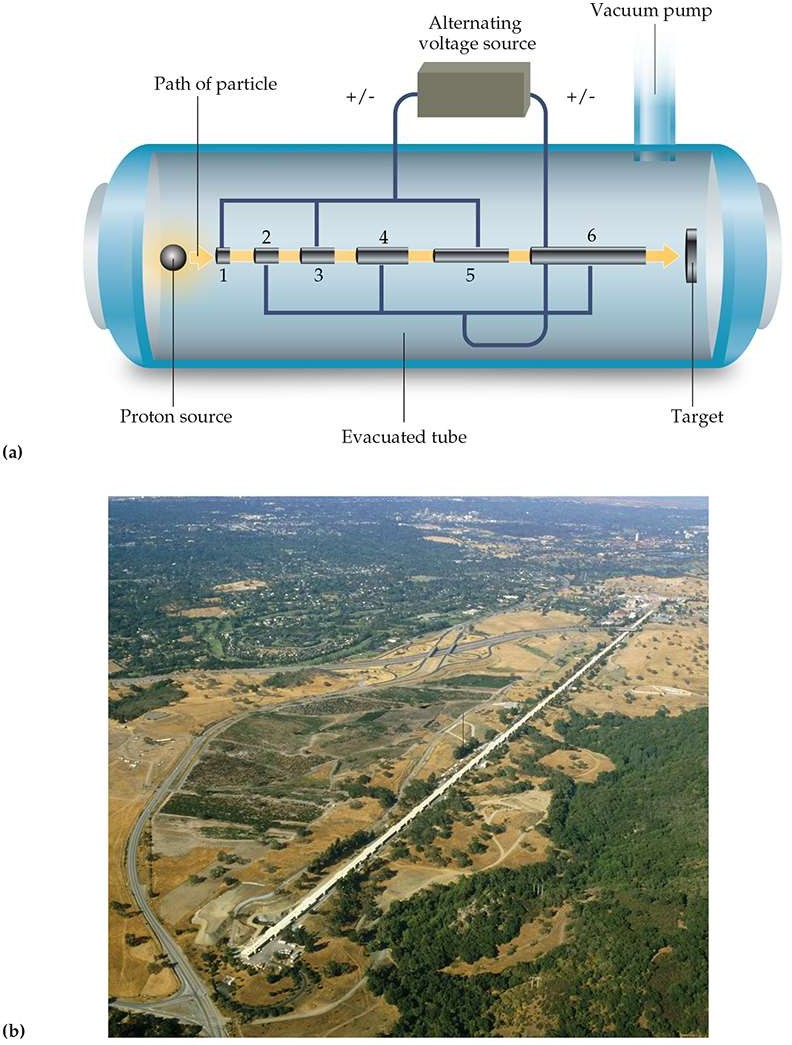 Vacuum pump
Alternating
voltage source
Path of particle
+/-
+/-
1
2
3
4
5
6
Proton source
Target
Evacuated tube
(a)
(b)